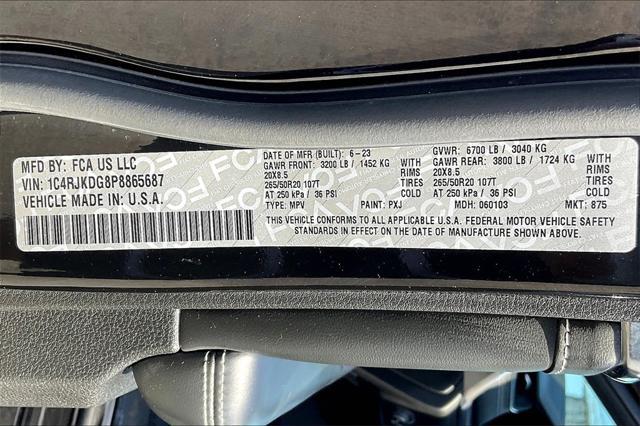 MFD BY: FCA US LLC
VIN: 1C4RJKDG8P8865687
VEHICLE MADE IN: U.S.A.
DATE OF MFR (BUILT): 6-23 GVWR: 6700 LB / 3040 KG
GAWR FRONT: 3200 LB / 1452 KG GAWR REAR: 3800 LB / 1724 KG
20X8.5 RIMS 20X8.5 RIMS
265/50R20 107T TIRES 265/50R20 107T TIRES
AT 250 kPa / 36 PSI COLD AT 250 kPa / 36 PSI COLD
TYPE: MPV PAINT: PXJ MDH: 060103 MKT: 875
THIS VEHICLE CONFORMS TO ALL APPLICABLE U.S.A. FEDERAL MOTOR VEHICLE SAFETY
STANDARDS IN EFFECT ON THE DATE OF MANUFACTURE SHOWN ABOVE.